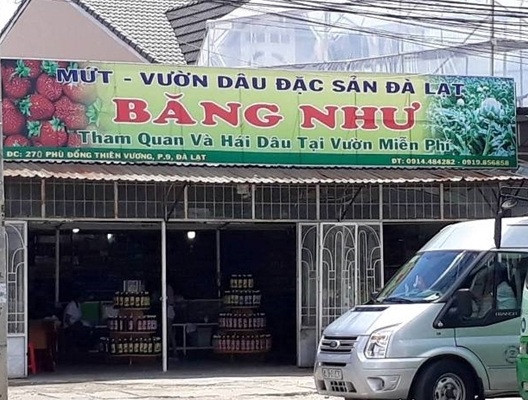 MỨT - VƯỜN DÂU ĐẶC SẢN ĐÀ LẠT
BĂNG NHƯ
Tham Quan Và Hái Dâu Tại Vườn Miễn Phí
ĐC: 270 PHÙ ĐỔNG THIÊN VƯƠNG, P.9, ĐÀ LẠT
ĐT: 0914.484282 - 0919.856858